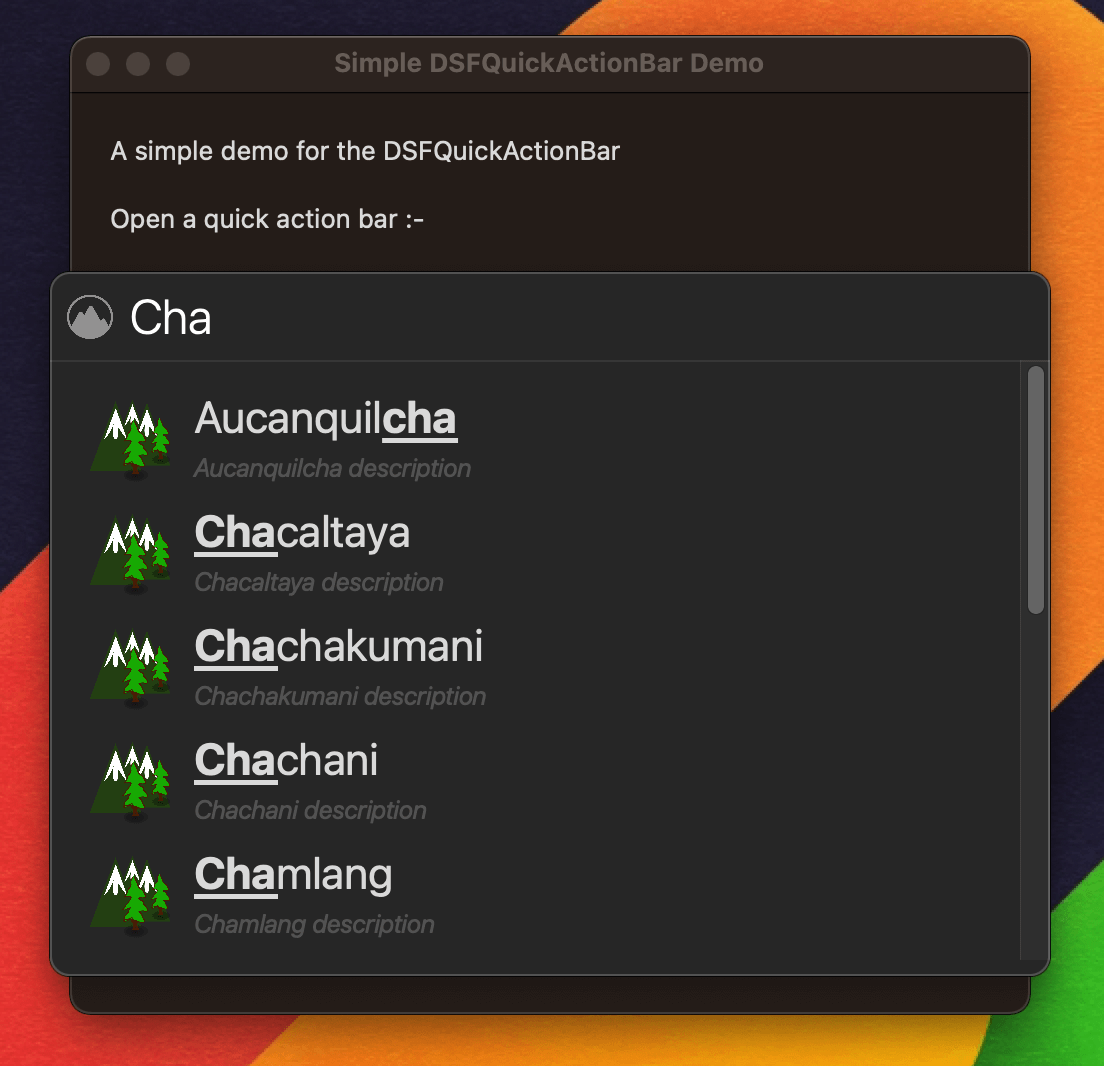 Simple DSFQuickActionBar Demo
A simple demo for the DSFQuickActionBar
Open a quick action bar :-
Cha
Aucanquilcha
Aucanquilcha description
Chacaltaya
Chacaltaya description
Chachakumani
Chachakumani description
Chachani
Chachani description
Chamlang
Chamlang description